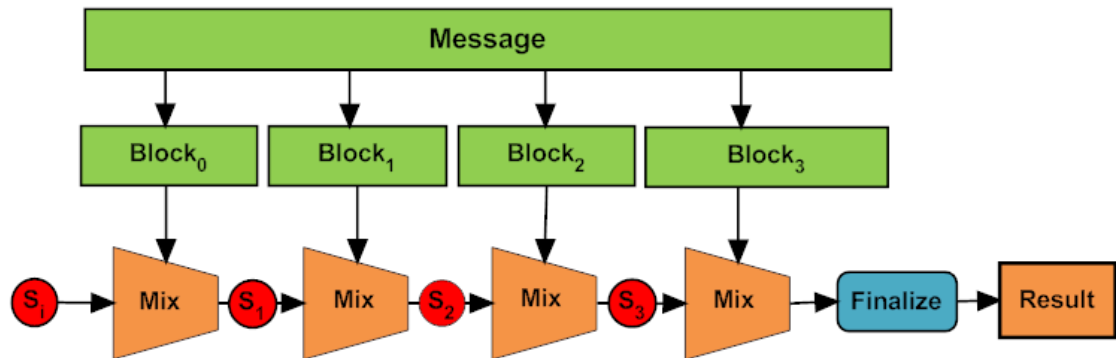 Message
Block₀
Block₁
Block₂
Block₃
Sᵢ
Mix
S₁
Mix
S₂
Mix
S₃
Mix
Finalize
Result